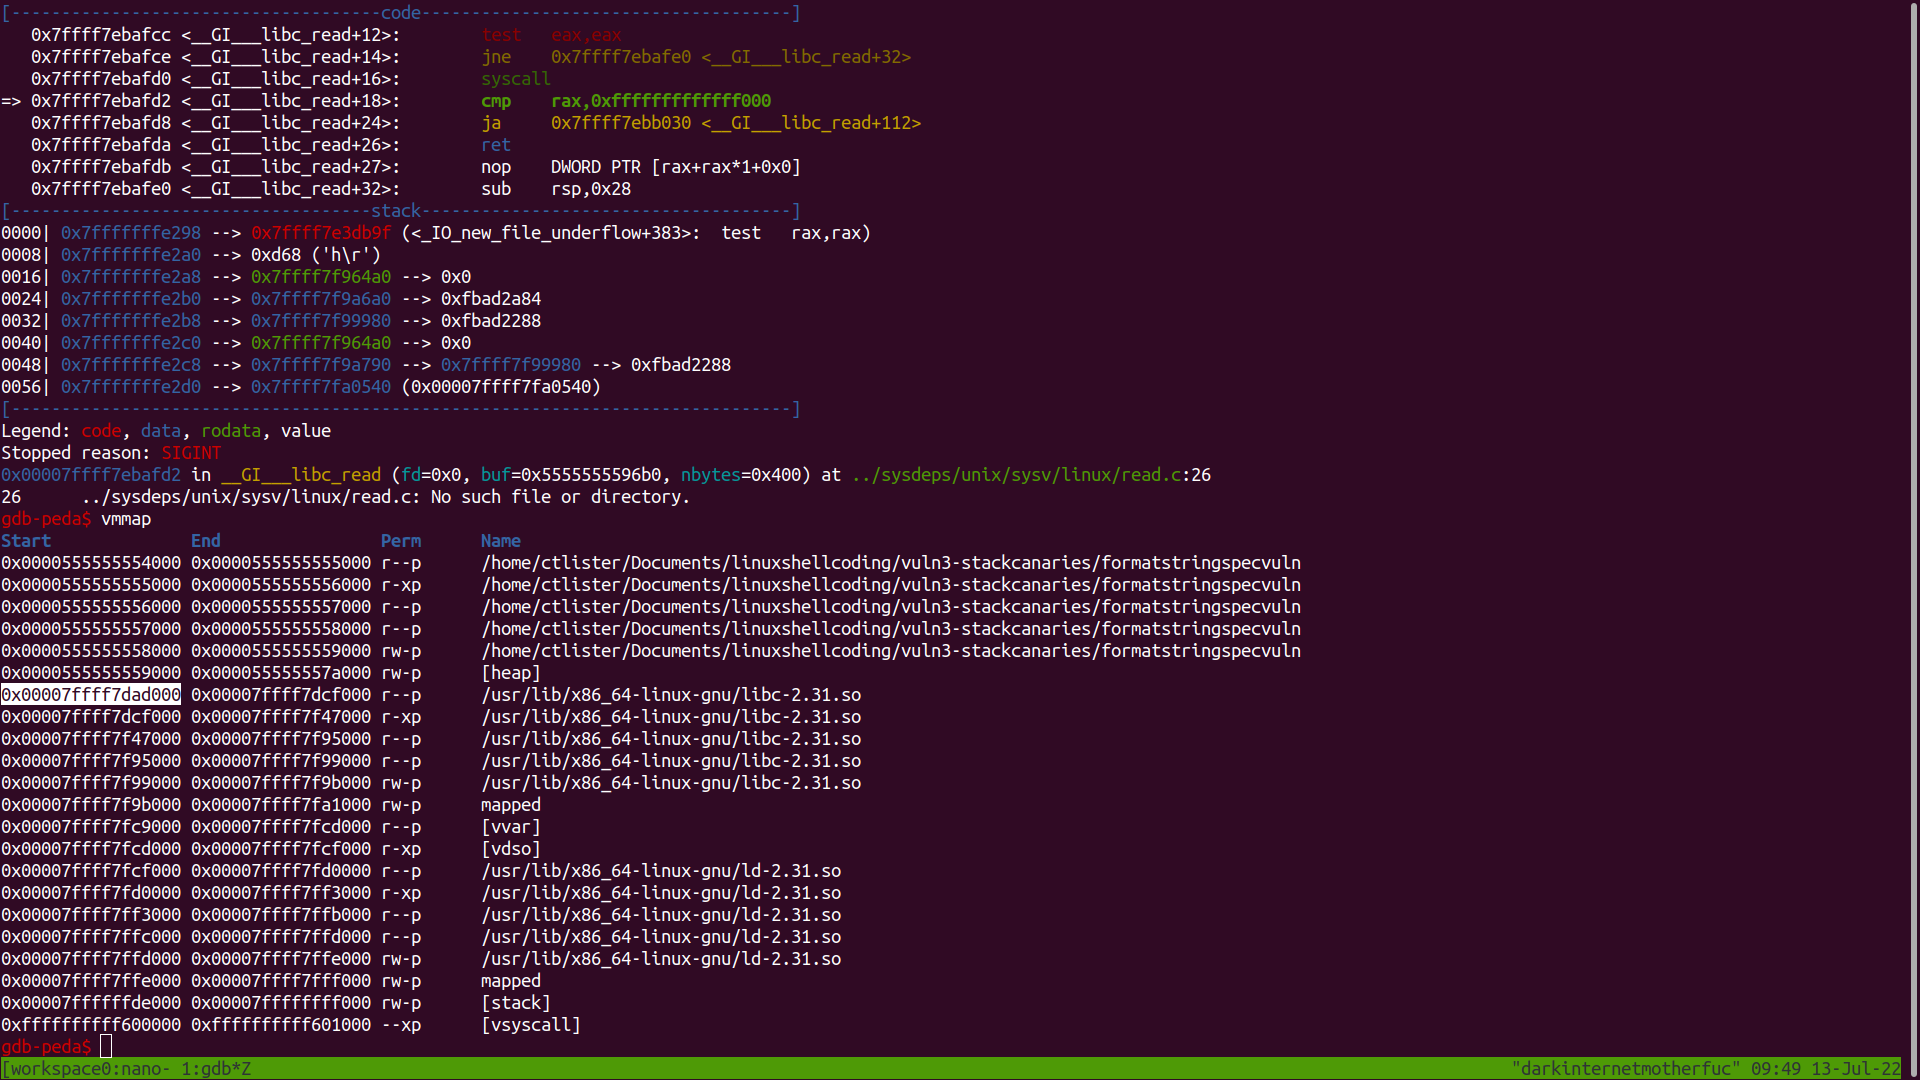 [-------------------------------------code-------------------------------------]
   0x7ffff7ebafcc <__GI___libc_read+12>:	test   eax,eax
   0x7ffff7ebafce <__GI___libc_read+14>:	jne    0x7ffff7ebafe0 <__GI___libc_read+32>
   0x7ffff7ebafd0 <__GI___libc_read+16>:	syscall
=> 0x7ffff7ebafd2 <__GI___libc_read+18>:	cmp    rax,0xfffffffffffff000
   0x7ffff7ebafd8 <__GI___libc_read+24>:	ja     0x7ffff7ebb030 <__GI___libc_read+112>
   0x7ffff7ebafda <__GI___libc_read+26>:	ret
   0x7ffff7ebafdb <__GI___libc_read+27>:	nop    DWORD PTR [rax+rax*1+0x0]
   0x7ffff7ebafe0 <__GI___libc_read+32>:	sub    rsp,0x28
[------------------------------------stack-------------------------------------]
0000| 0x7fffffffe298 --> 0x7ffff7e3db9f (<_IO_new_file_underflow+383>:  test   rax,rax)
0008| 0x7fffffffe2a0 --> 0xd68 ('h\r')
0016| 0x7fffffffe2a8 --> 0x7ffff7f964a0 --> 0x0
0024| 0x7fffffffe2b0 --> 0x7ffff7f9a6a0 --> 0xfbad2a84
0032| 0x7fffffffe2b8 --> 0x7ffff7f99980 --> 0xfbad2288
0040| 0x7fffffffe2c0 --> 0x7ffff7f964a0 --> 0x0
0048| 0x7fffffffe2c8 --> 0x7ffff7f9a790 --> 0x7ffff7f99980 --> 0xfbad2288
0056| 0x7fffffffe2d0 --> 0x7ffff7fa0540 (0x00007ffff7fa0540)
[------------------------------------------------------------------------------]
Legend: code, data, rodata, value
Stopped reason: SIGINT
0x00007ffff7ebafd2 in __GI___libc_read (fd=0x0, buf=0x5555555596b0, nbytes=0x400) at ../sysdeps/unix/sysv/linux/read.c:26
26      ../sysdeps/unix/sysv/linux/read.c: No such file or directory.
gdb-peda$ vmmap
Start              End                Perm      Name
0x0000555555554000 0x0000555555555000 r--p      /home/ctlister/Documents/linuxshellcoding/vuln3-stackcanaries/formatstringspecvuln
0x0000555555555000 0x0000555555556000 r-xp      /home/ctlister/Documents/linuxshellcoding/vuln3-stackcanaries/formatstringspecvuln
0x0000555555556000 0x0000555555557000 r--p      /home/ctlister/Documents/linuxshellcoding/vuln3-stackcanaries/formatstringspecvuln
0x0000555555557000 0x0000555555558000 r--p      /home/ctlister/Documents/linuxshellcoding/vuln3-stackcanaries/formatstringspecvuln
0x0000555555558000 0x0000555555559000 rw-p      /home/ctlister/Documents/linuxshellcoding/vuln3-stackcanaries/formatstringspecvuln
0x0000555555559000 0x000055555557a000 rw-p      [heap]
0x00007ffff7dad000 0x00007ffff7dcf000 r--p      /usr/lib/x86_64-linux-gnu/libc-2.31.so
0x00007ffff7dcf000 0x00007ffff7f47000 r-xp      /usr/lib/x86_64-linux-gnu/libc-2.31.so
0x00007ffff7f47000 0x00007ffff7f95000 r--p      /usr/lib/x86_64-linux-gnu/libc-2.31.so
0x00007ffff7f95000 0x00007ffff7f99000 r--p      /usr/lib/x86_64-linux-gnu/libc-2.31.so
0x00007ffff7f99000 0x00007ffff7f9b000 rw-p      /usr/lib/x86_64-linux-gnu/libc-2.31.so
0x00007ffff7f9b000 0x00007ffff7fa1000 rw-p      mapped
0x00007ffff7fc9000 0x00007ffff7fcd000 r--p      [vvar]
0x00007ffff7fcd000 0x00007ffff7fcf000 r-xp      [vdso]
0x00007ffff7fcf000 0x00007ffff7fd0000 r--p      /usr/lib/x86_64-linux-gnu/ld-2.31.so
0x00007ffff7fd0000 0x00007ffff7ff3000 r-xp      /usr/lib/x86_64-linux-gnu/ld-2.31.so
0x00007ffff7ff3000 0x00007ffff7ffb000 r--p      /usr/lib/x86_64-linux-gnu/ld-2.31.so
0x00007ffff7ffc000 0x00007ffff7ffd000 r--p      /usr/lib/x86_64-linux-gnu/ld-2.31.so
0x00007ffff7ffd000 0x00007ffff7ffe000 rw-p      /usr/lib/x86_64-linux-gnu/ld-2.31.so
0x00007ffff7ffe000 0x00007ffff7fff000 rw-p      mapped
0x00007ffffffde000 0x00007ffffffff000 rw-p      [stack]
0xffffffffff600000 0xffffffffff601000 --xp      [vsyscall]
gdb-peda$
[workspace0:nano- 1:gdb*Z "darkinternetmotherfuc" 09:49 13-Jul-22